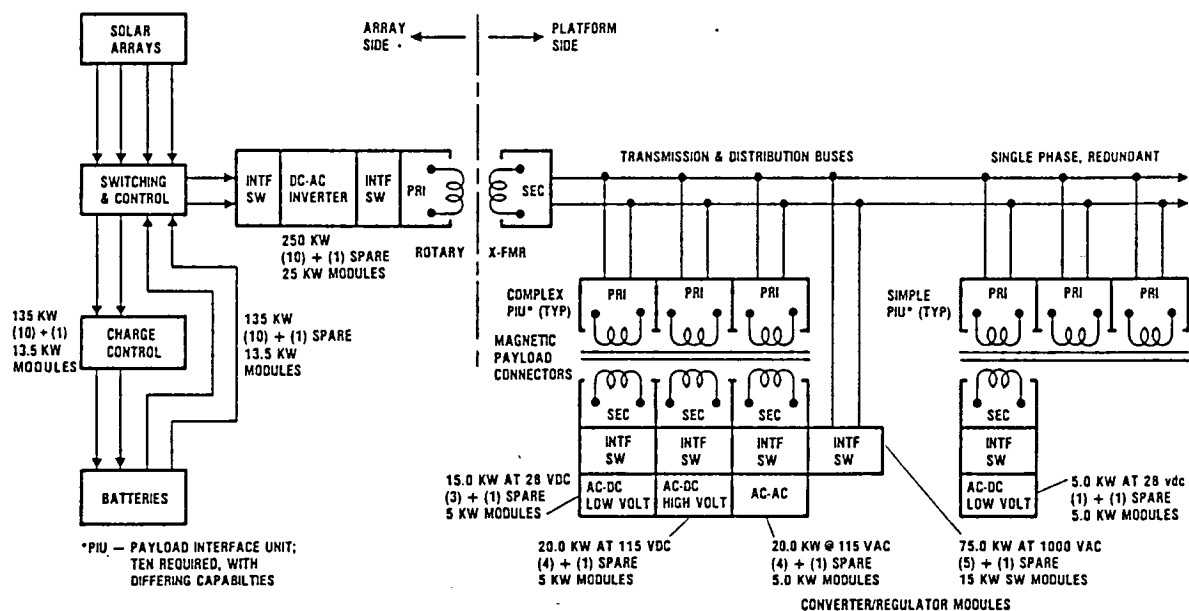 SOLAR
ARRAYS
ARRAY
SIDE
PLATFORM
SIDE
SWITCHING
& CONTROL
INTF
SW
DC-AC
INVERTER
INTF
SW
PRI
SEC
250 KW
(10) + (1) SPARE
25 KW MODULES
ROTARY
X-FMR
TRANSMISSION & DISTRIBUTION BUSES
SINGLE PHASE, REDUNDANT
135 KW
(10) + (1)
13.5 KW
MODULES
CHARGE
CONTROL
135 KW
(10) + (1) SPARE
13.5 KW
MODULES
BATTERIES
COMPLEX
PIU* (TYP)
PRI
PRI
PRI
SIMPLE
PIU* (TYP)
PRI
PRI
PRI
MAGNETIC
PAYLOAD
CONNECTORS
SEC
SEC
SEC
SEC
INTF
SW
INTF
SW
INTF
SW
INTF
SW
INTF
SW
AC-DC
LOW VOLT
AC-DC
HIGH VOLT
AC-AC
AC-DC
LOW VOLT
15.0 KW AT 28 VDC
(3) + (1) SPARE
5 KW MODULES
5.0 KW AT 28 vdc
(1) + (1) SPARE
5.0 KW MODULES
20.0 KW AT 115 VDC
(4) + (1) SPARE
5 KW MODULES
20.0 KW @ 115 VAC
(4) + (1) SPARE
5.0 KW MODULES
75.0 KW AT 1000 VAC
(5) + (1) SPARE
15 KW SW MODULES
*PIU — PAYLOAD INTERFACE UNIT;
TEN REQUIRED, WITH
DIFFERING CAPABILTIES
CONVERTER/REGULATOR MODULES